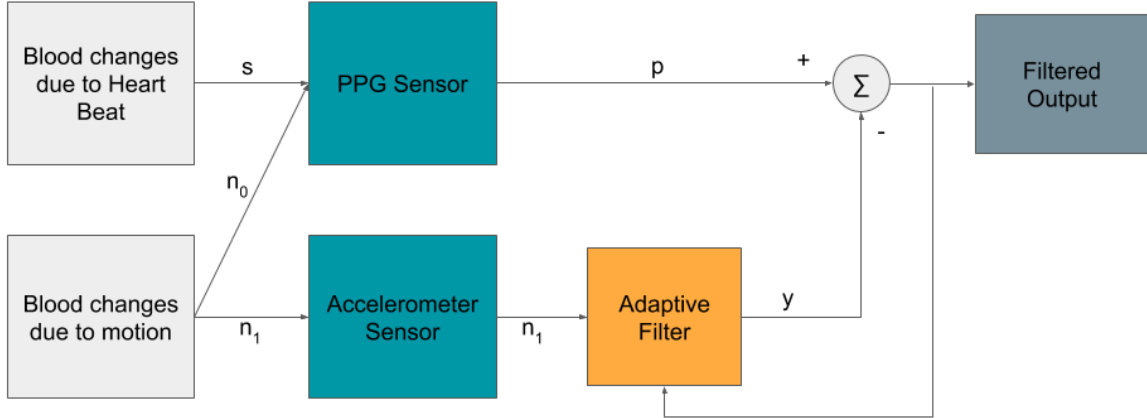 Blood changes
due to Heart
Beat
s
PPG Sensor
p
+
Σ
-
Filtered
Output
n₀
Blood changes
due to motion
n₁
Accelerometer
Sensor
n₁
Adaptive
Filter
y